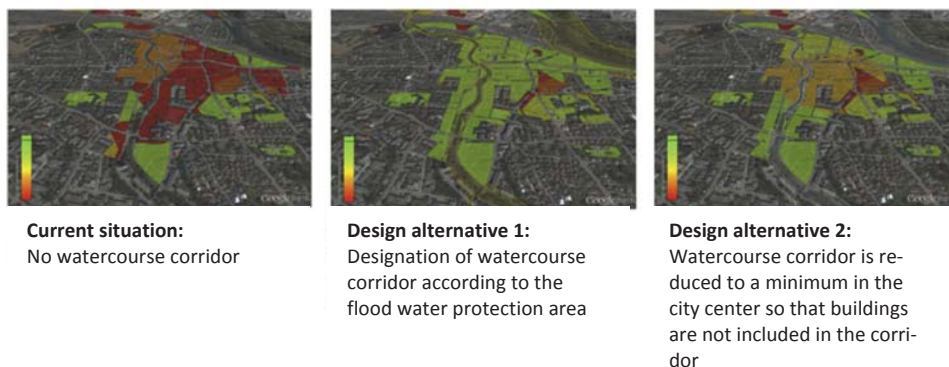 Current situation:
No watercourse corridor
Design alternative 1:
Designation of watercourse
corridor according to the
flood water protection area
Design alternative 2:
Watercourse corridor is re-
duced to a minimum in the
city center so that buildings
are not included in the corri-
dor